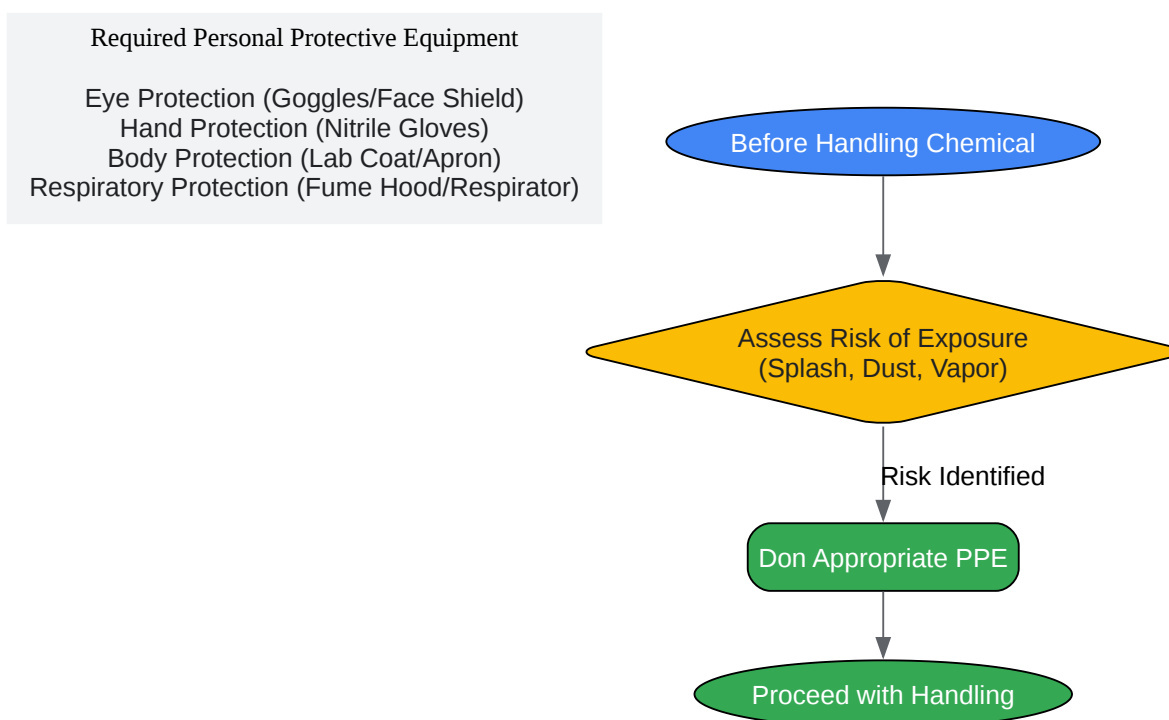 Required Personal Protective Equipment
Eye Protection (Goggles/Face Shield)
Hand Protection (Nitrile Gloves)
Body Protection (Lab Coat/Apron)
Respiratory Protection (Fume Hood/Respirator)
Before Handling Chemical
Assess Risk of Exposure
(Splash, Dust, Vapor)
Risk Identified
Don Appropriate PPE
Proceed with Handling